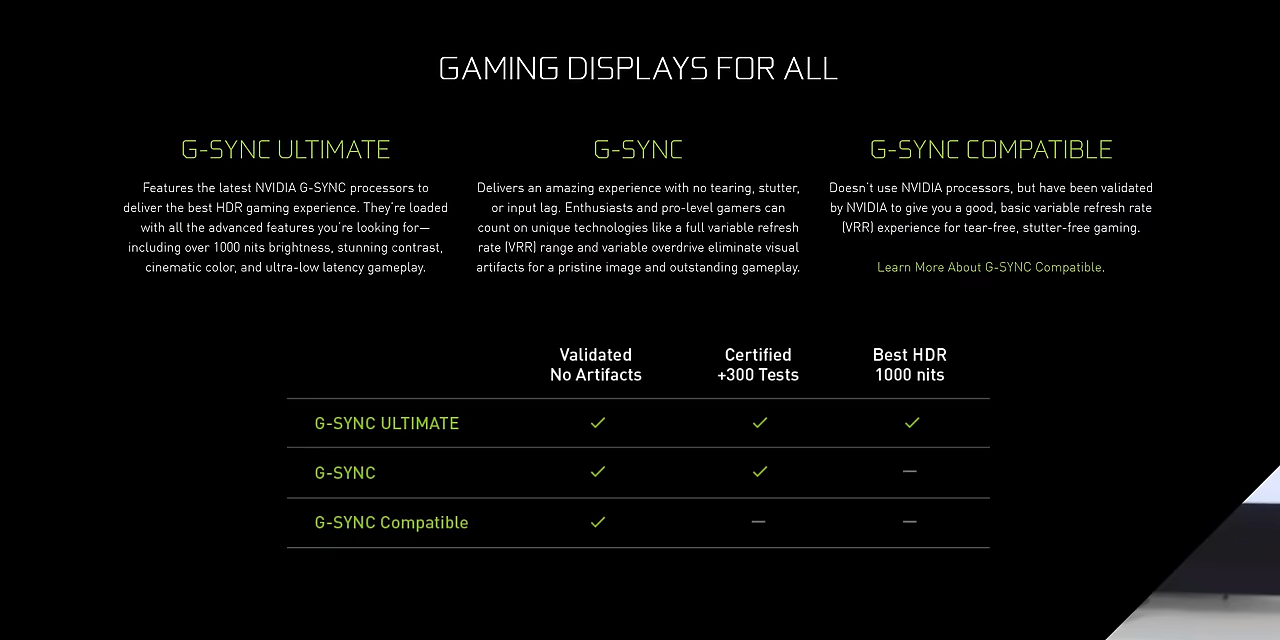 GAMING DISPLAYS FOR ALL
G-SYNC ULTIMATE
Features the latest NVIDIA G-SYNC processors to
deliver the best HDR gaming experience. They're loaded
with all the advanced features you're looking for—
including over 1000 nits brightness, stunning contrast,
cinematic color, and ultra-low latency gameplay.
G-SYNC
Delivers an amazing experience with no tearing, stutter,
or input lag. Enthusiasts and pro-level gamers can
count on unique technologies like a full variable refresh
rate (VRR) range and variable overdrive eliminate visual
artifacts for a pristine image and outstanding gameplay.
G-SYNC COMPATIBLE
Doesn't use NVIDIA processors, but have been validated
by NVIDIA to give you a good, basic variable refresh rate
(VRR) experience for tear-free, stutter-free gaming.
Learn More About G-SYNC Compatible.
Validated
No Artifacts
Certified
+300 Tests
Best HDR
1000 nits
G-SYNC ULTIMATE ✓ ✓ ✓
G-SYNC ✓ ✓ —
G-SYNC Compatible ✓ — —